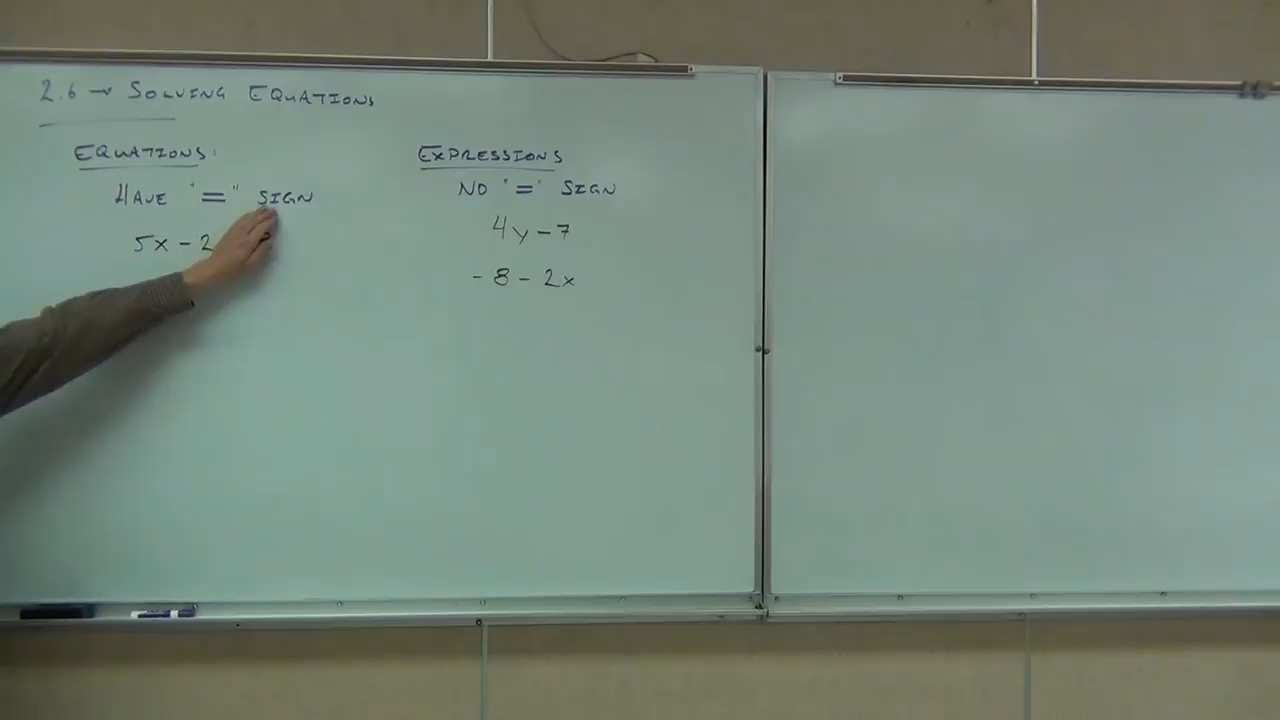 2.6 → SOLVING EQUATIONS
EQUATIONS:
HAVE "=" SIGN
5x - 2
EXPRESSIONS
NO "=" SIGN
4y - 7
- 8 - 2x